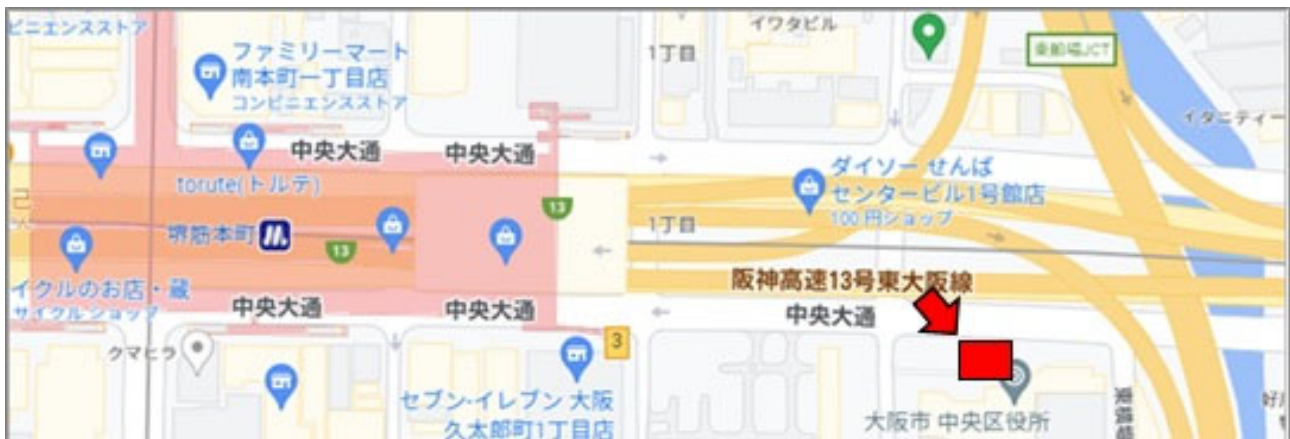 ビニエンスストア
ファミリーマート
南本町一丁目店
コンビニエンスストア
イワタビル
1丁目
東船場JCT
イタニティー
中央大通
中央大通
torute(トルテ)
ダイソー せんば
センタービル1号館店
100 円ショップ
13
堺筋本町
13
1丁目
阪神高速13号東大阪線
イクルのお店・蔵
サイクル ショップ
中央大通
中央大通
中央大通
クマヒラ
3
セブン-イレブン 大阪
久太郎町1丁目店
大阪市 中央区役所